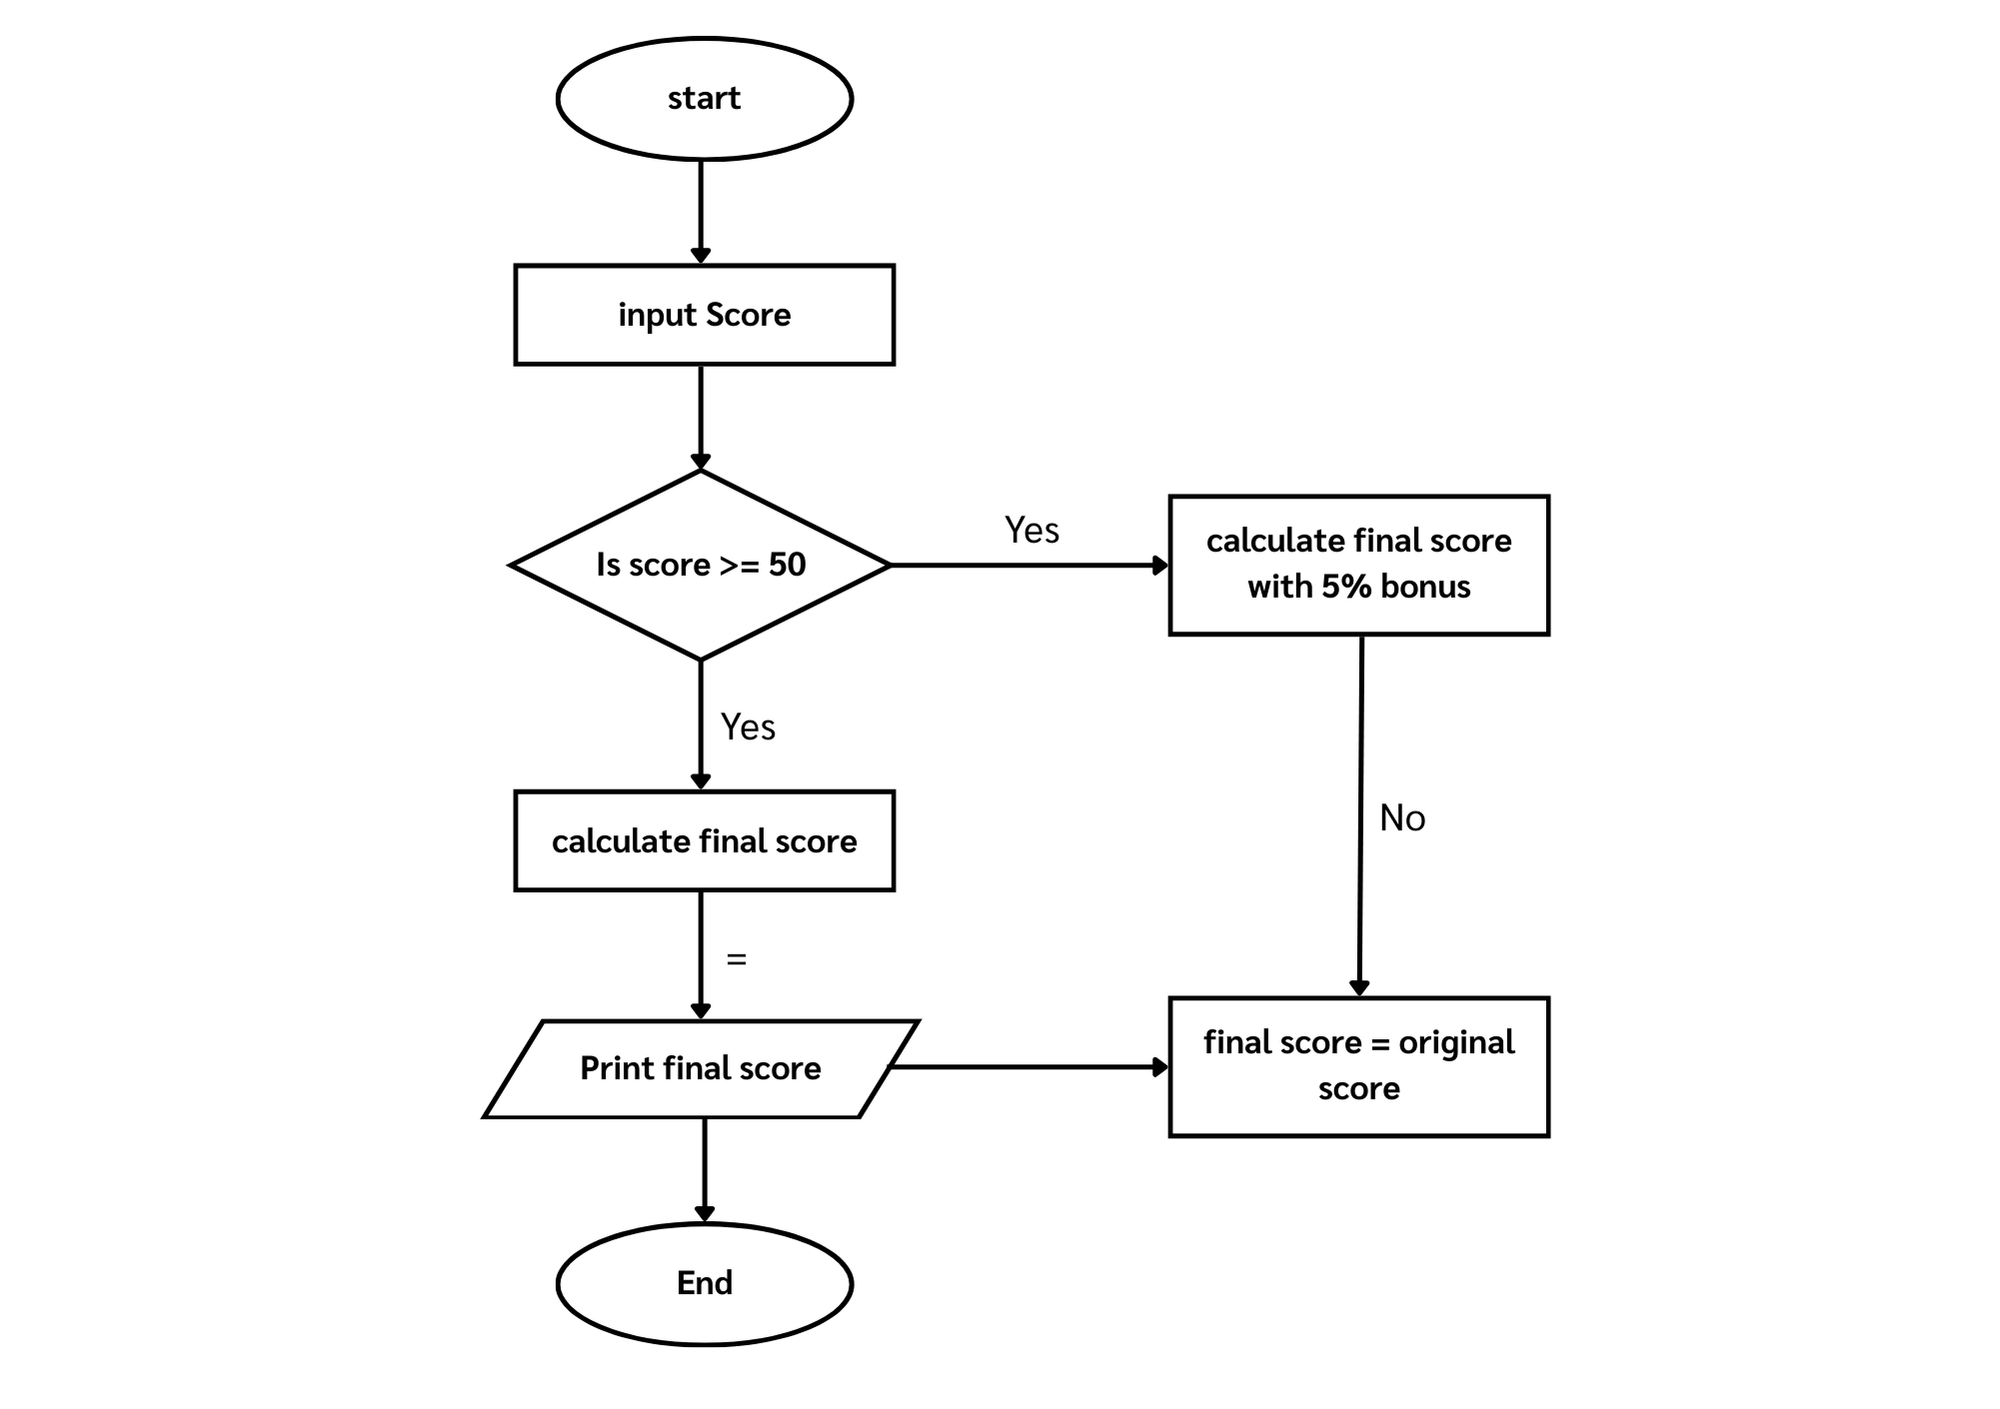 start
input Score
Is score >= 50
Yes
calculate final score
with 5% bonus
Yes
No
calculate final score
=
Print final score
final score = original
score
End